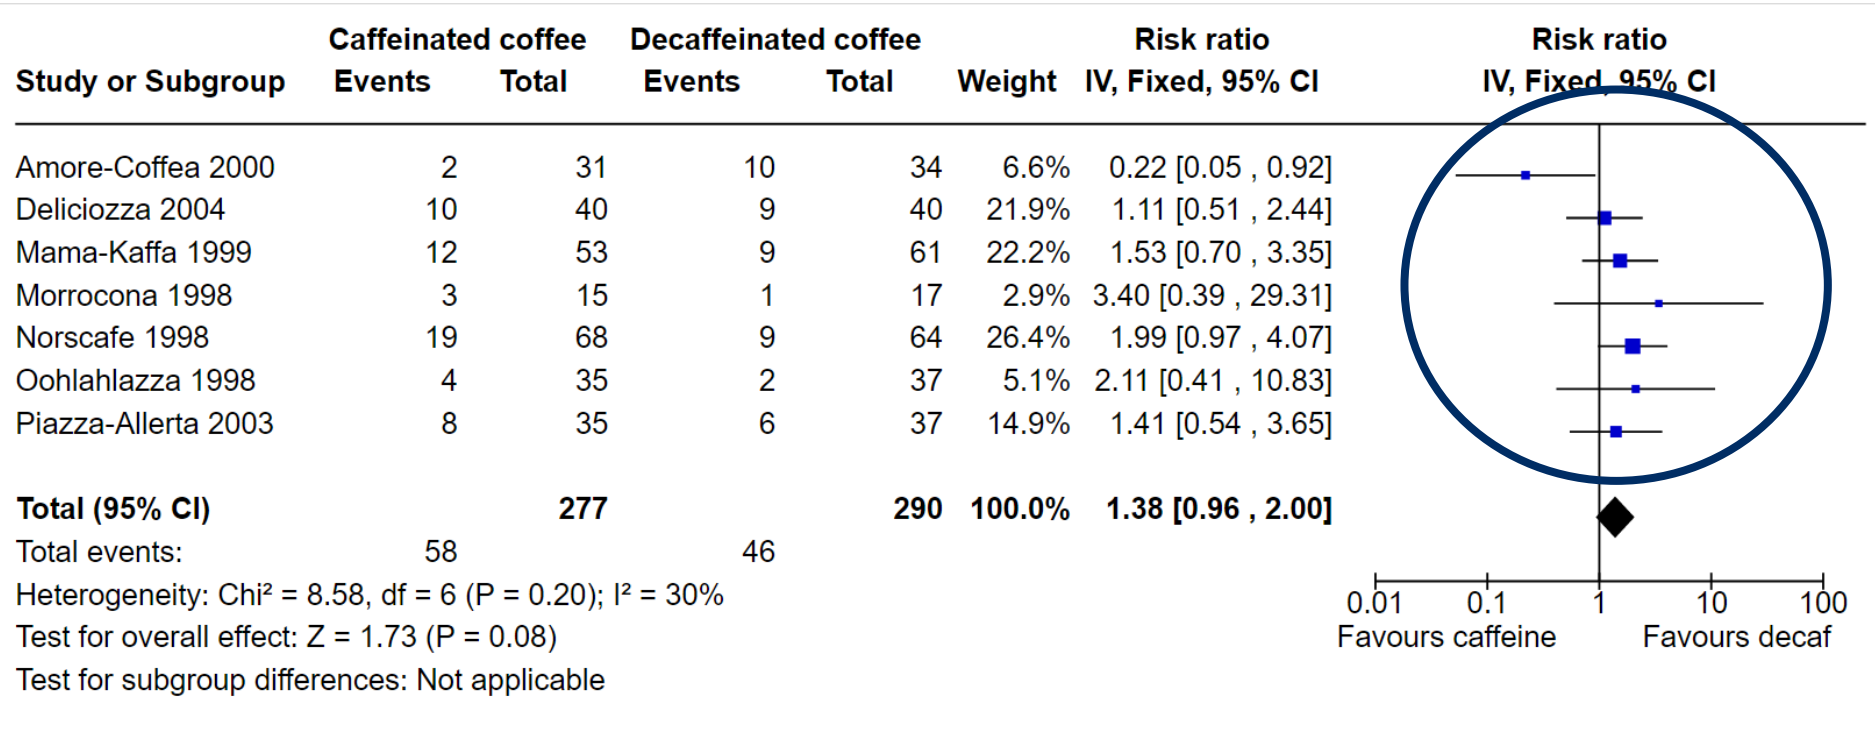 Caffeinated coffee Decaffeinated coffee Risk ratio Risk ratio
Study or Subgroup Events Total Events Total Weight IV, Fixed, 95% CI IV, Fixed, 95% CI
Amore-Coffea 2000 2 31 10 34 6.6% 0.22 [0.05 , 0.92]
Deliciozza 2004 10 40 9 40 21.9% 1.11 [0.51 , 2.44]
Mama-Kaffa 1999 12 53 9 61 22.2% 1.53 [0.70 , 3.35]
Morrocona 1998 3 15 1 17 2.9% 3.40 [0.39 , 29.31]
Norscafe 1998 19 68 9 64 26.4% 1.99 [0.97 , 4.07]
Oohlahlazza 1998 4 35 2 37 5.1% 2.11 [0.41 , 10.83]
Piazza-Allerta 2003 8 35 6 37 14.9% 1.41 [0.54 , 3.65]
Total (95% CI) 277 290 100.0% 1.38 [0.96 , 2.00]
Total events: 58 46
Heterogeneity: Chi² = 8.58, df = 6 (P = 0.20); I² = 30%
0.01 0.1 1 10 100
Test for overall effect: Z = 1.73 (P = 0.08) Favours caffeine Favours decaf
Test for subgroup differences: Not applicable